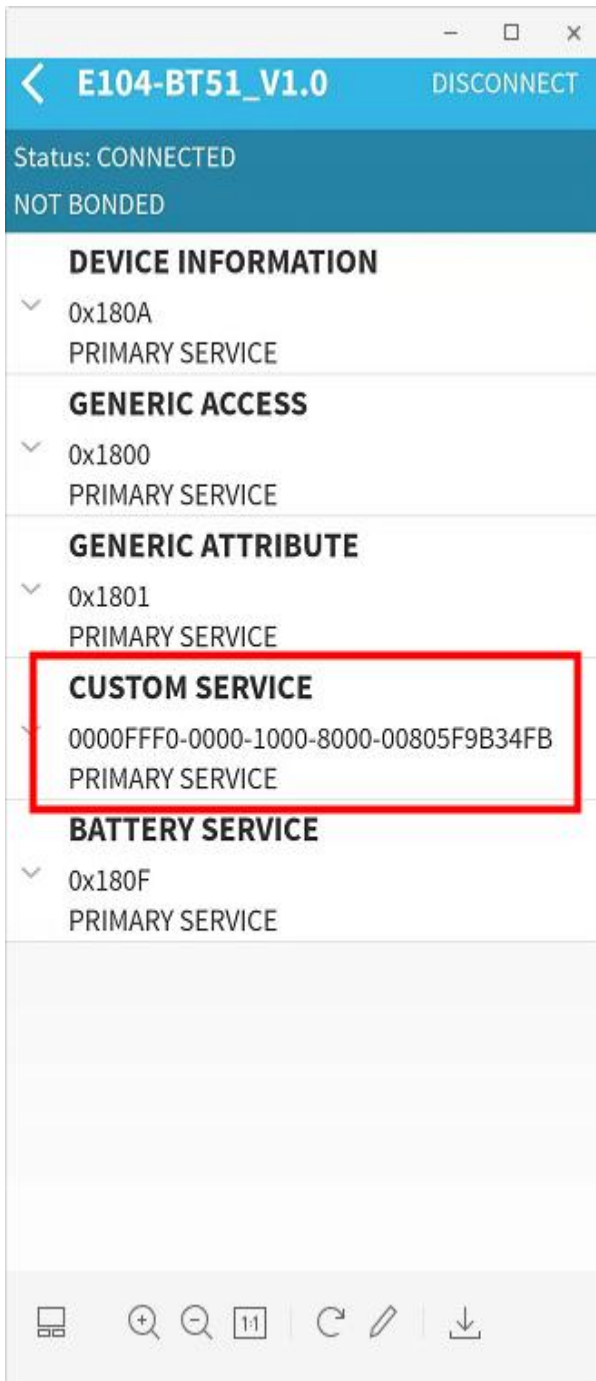 E104-BT51_V1.0 DISCONNECT
Status: CONNECTED
NOT BONDED
DEVICE INFORMATION
0x180A
PRIMARY SERVICE
GENERIC ACCESS
0x1800
PRIMARY SERVICE
GENERIC ATTRIBUTE
0x1801
PRIMARY SERVICE
CUSTOM SERVICE
0000FFF0-0000-1000-8000-00805F9B34FB
PRIMARY SERVICE
BATTERY SERVICE
0x180F
PRIMARY SERVICE
1:1